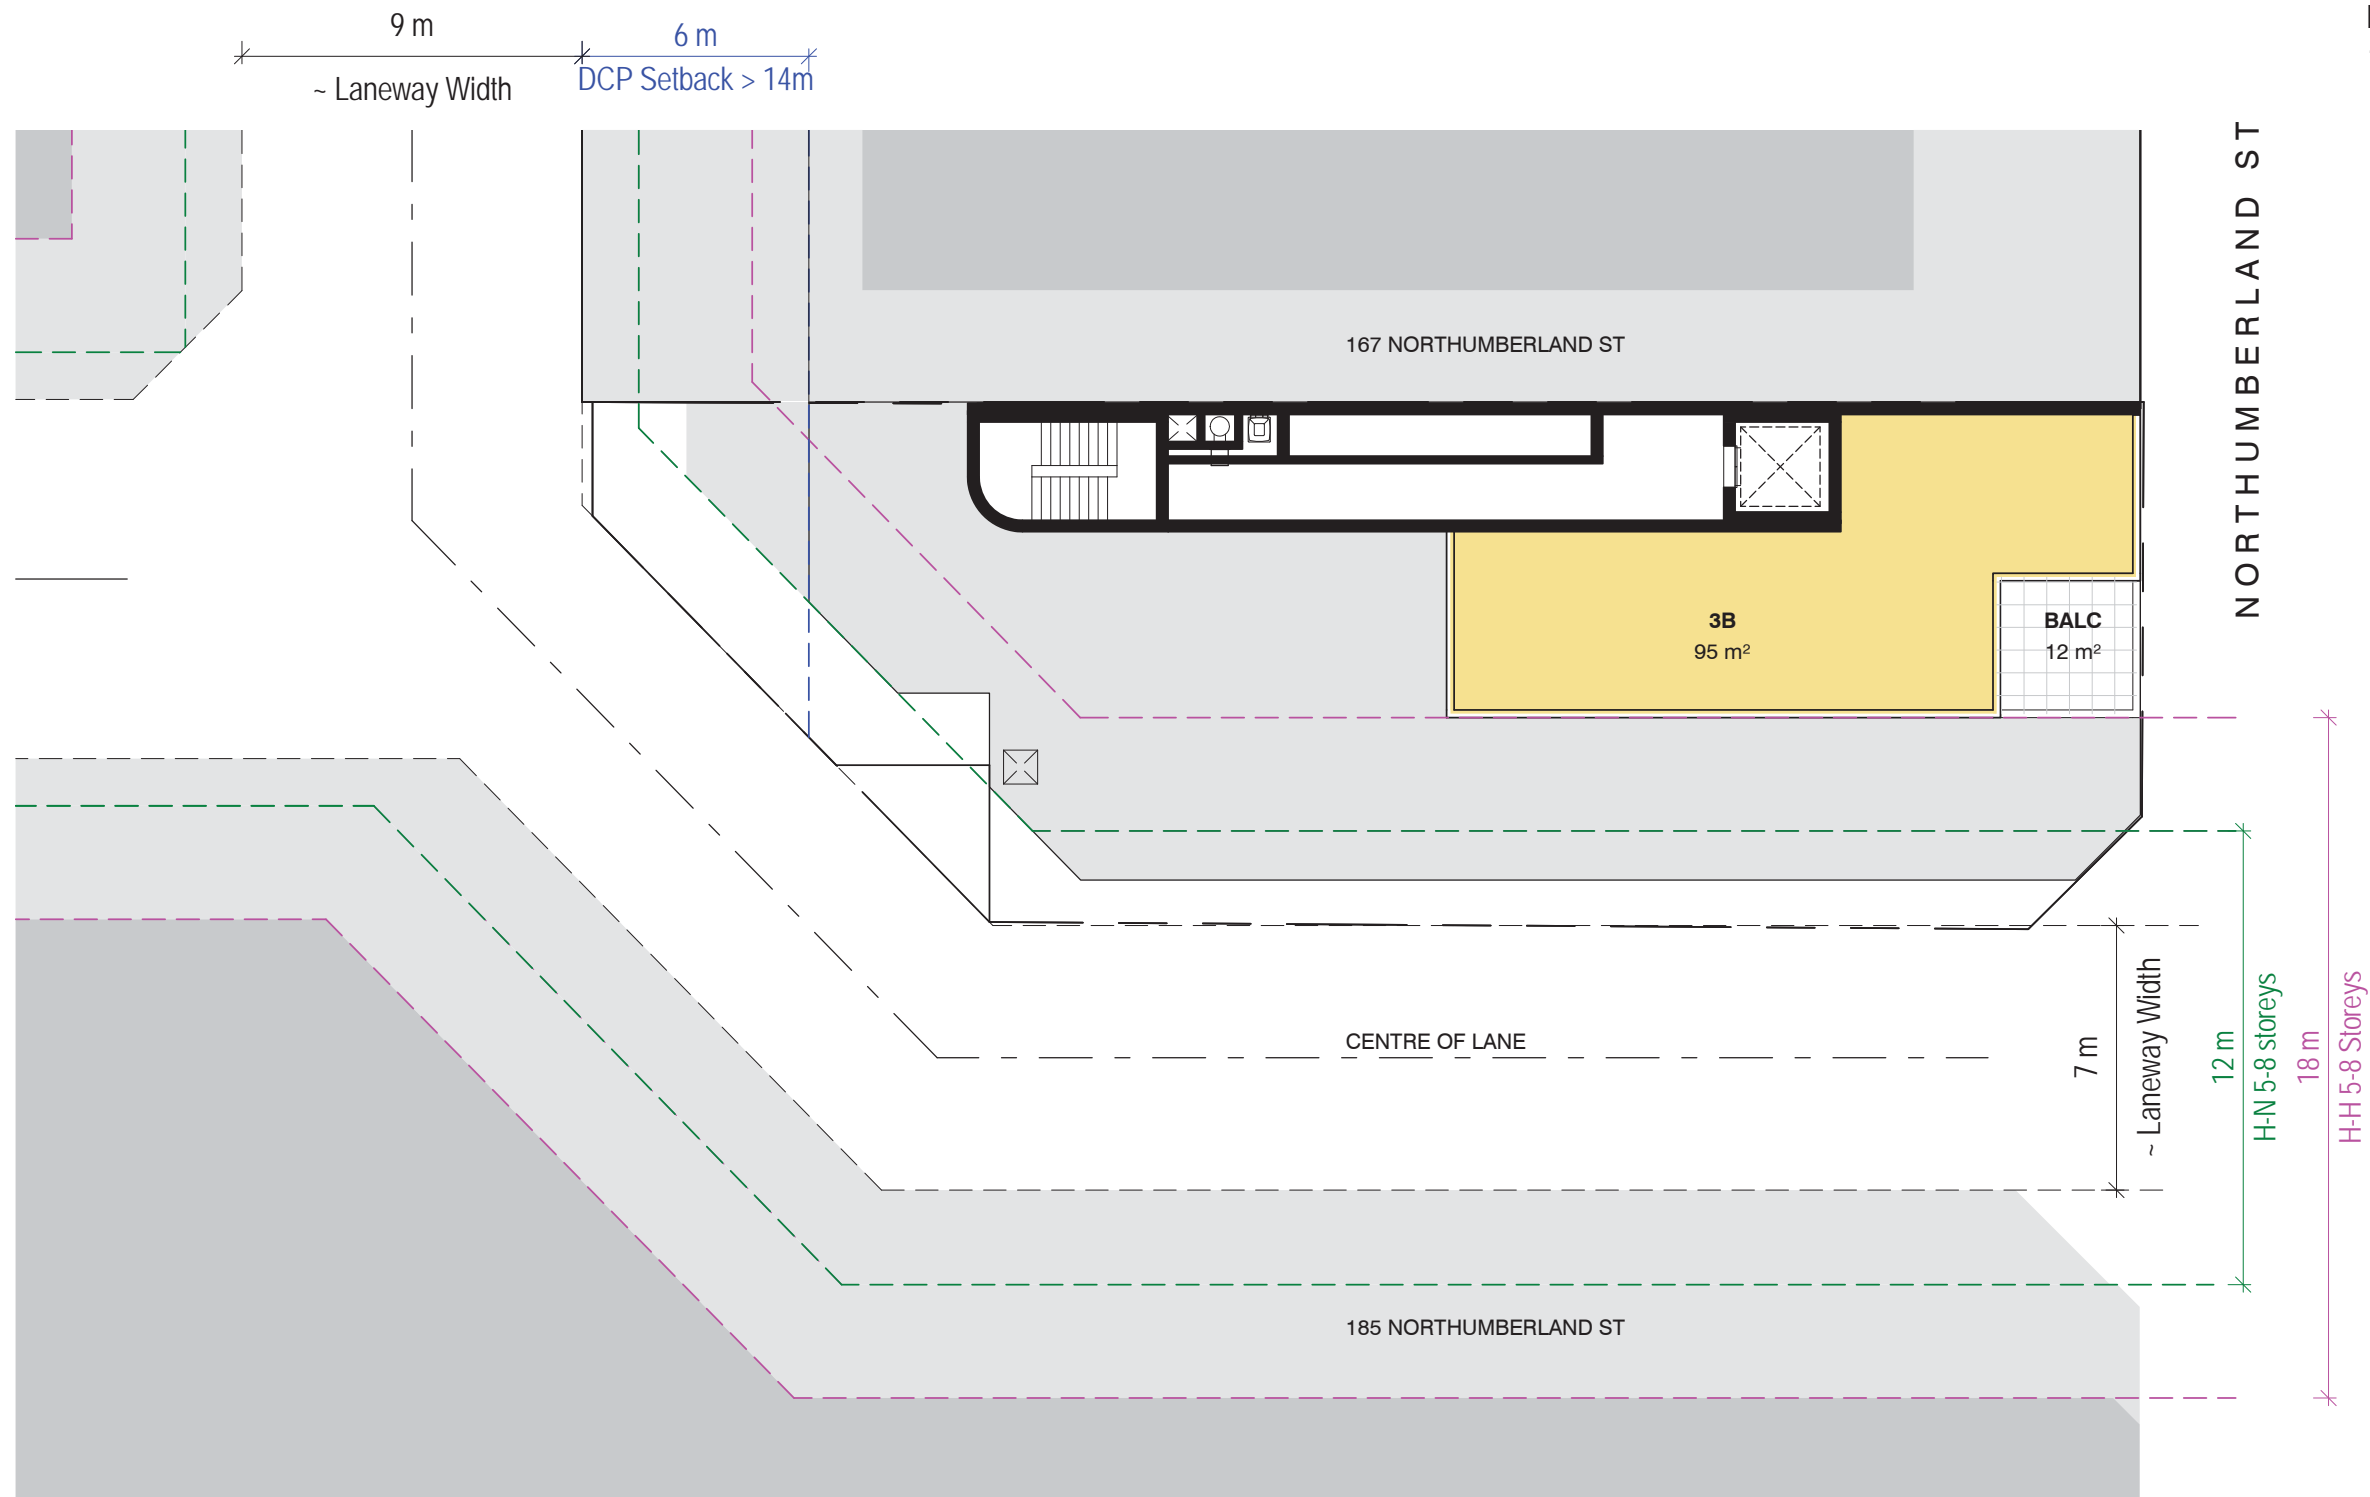 9 m
6 m
~ Laneway Width
DCP Setback > 14m
NORTHUMBERLAND ST
167 NORTHUMBERLAND ST
3B
95 m²
BALC
12 m²
CENTRE OF LANE
7 m
~ Laneway Width
12 m
H-N 5-8 storeys
18 m
H-H 5-8 Storeys
185 NORTHUMBERLAND ST